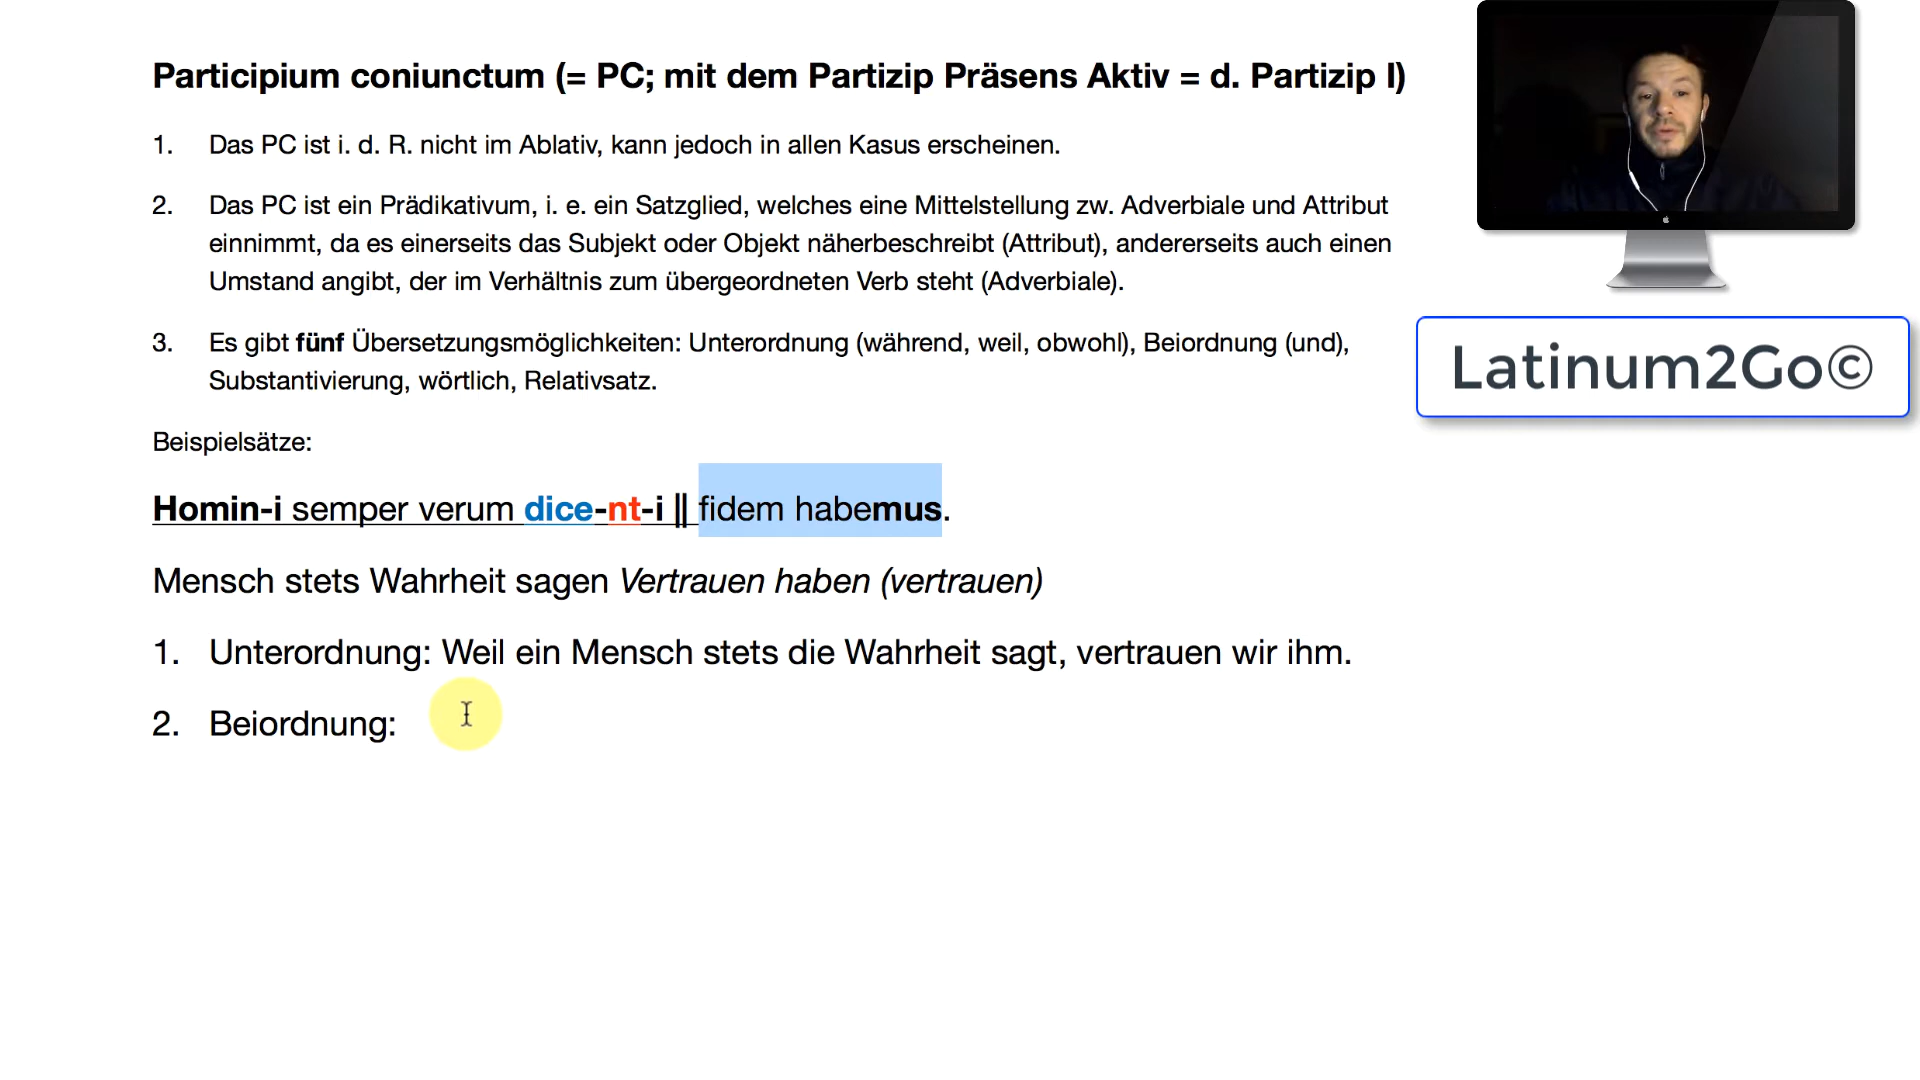 Participium coniunctum (= PC; mit dem Partizip Präsens Aktiv = d. Partizip I)
1. Das PC ist i. d. R. nicht im Ablativ, kann jedoch in allen Kasus erscheinen.
2. Das PC ist ein Prädikativum, i. e. ein Satzglied, welches eine Mittelstellung zw. Adverbiale und Attribut
einnimmt, da es einerseits das Subjekt oder Objekt näherbeschreibt (Attribut), andererseits auch einen
Umstand angibt, der im Verhältnis zum übergeordneten Verb steht (Adverbiale).
3. Es gibt fünf Übersetzungsmöglichkeiten: Unterordnung (während, weil, obwohl), Beiordnung (und),
Substantivierung, wörtlich, Relativsatz.
Latinum2Go©
Beispielsätze:
Homin-i semper verum dice-nt-i || fidem habemus.
Mensch stets Wahrheit sagen Vertrauen haben (vertrauen)
1. Unterordnung: Weil ein Mensch stets die Wahrheit sagt, vertrauen wir ihm.
2. Beiordnung: